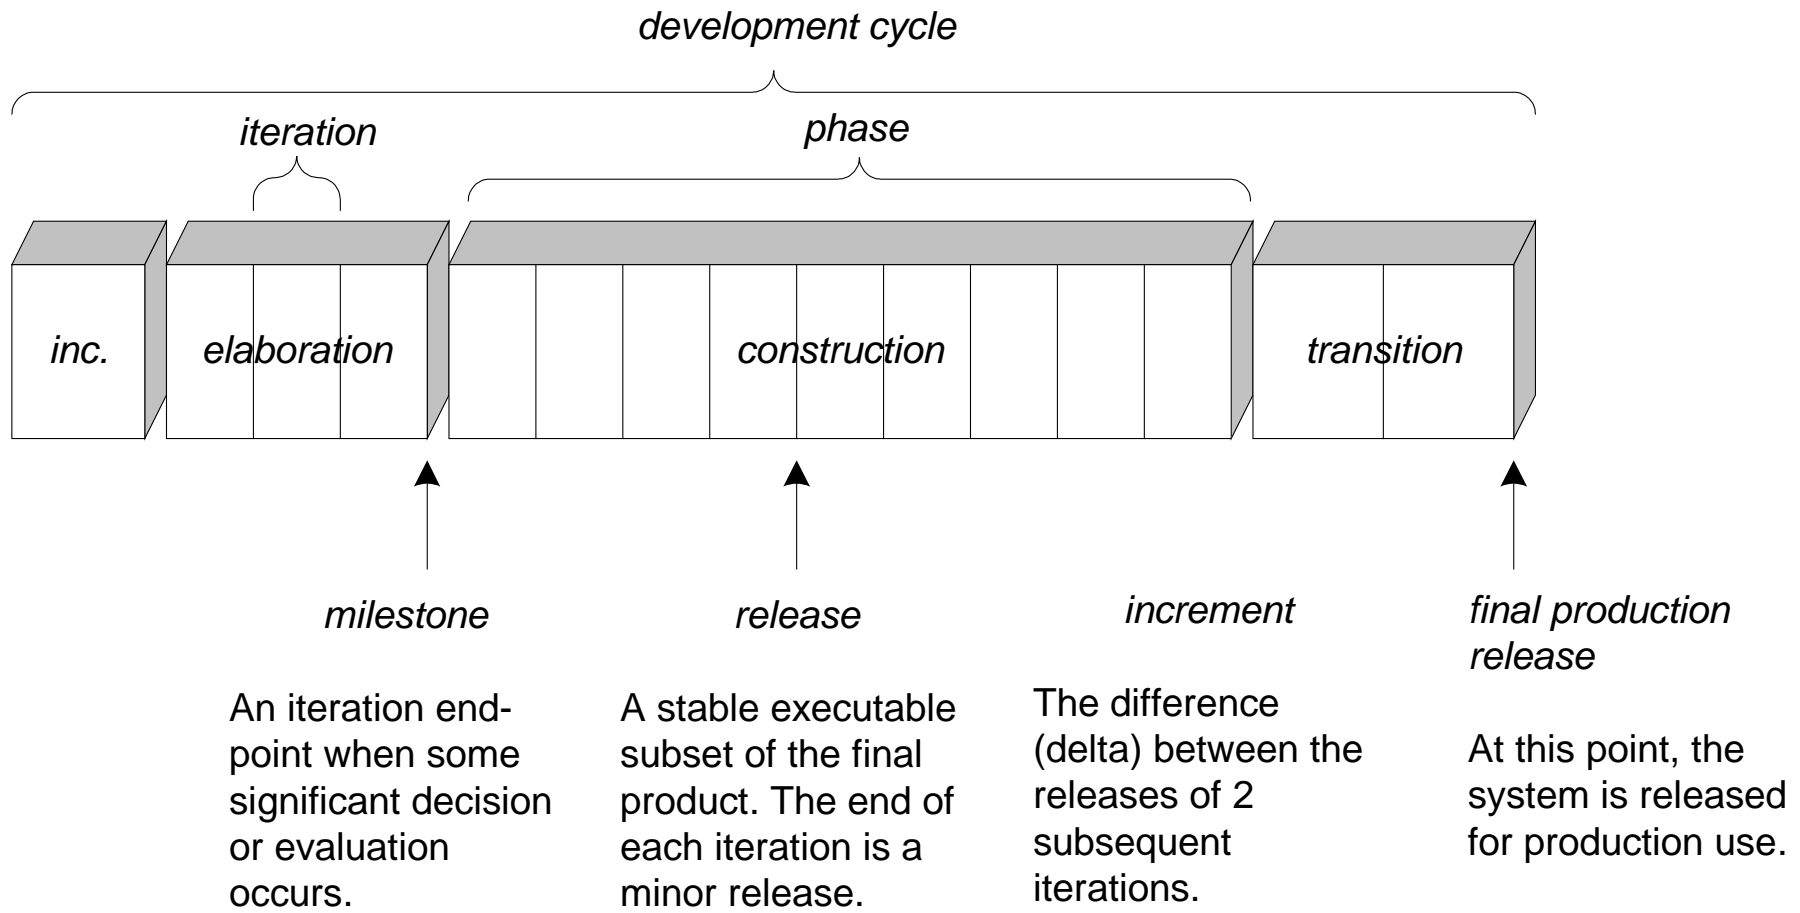 development cycle
iteration
phase
inc.
elaboration
construction
transition
milestone
An iteration end-
point when some
significant decision
or evaluation
occurs.
release
A stable executable
subset of the final
product. The end of
each iteration is a
minor release.
increment
The difference
(delta) between the
releases of 2
subsequent
iterations.
final production
release
At this point, the
system is released
for production use.